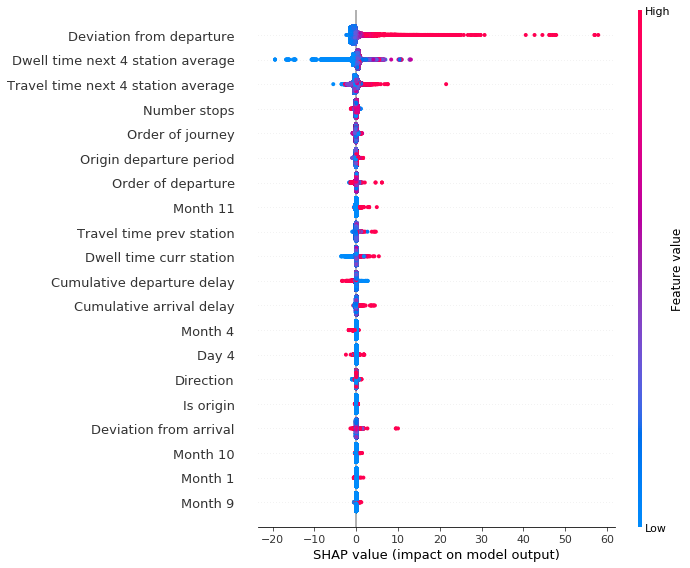 High
Deviation from departure
Dwell time next 4 station average
Travel time next 4 station average
Number stops
Order of journey
Origin departure period
Order of departure
Month 11
Travel time prev station
Dwell time curr station
Cumulative departure delay
Cumulative arrival delay
Month 4
Day 4
Direction
Is origin
Deviation from arrival
Month 10
Month 1
Month 9
Feature value
Low
−20 −10 0 10 20 30 40 50 60
SHAP value (impact on model output)